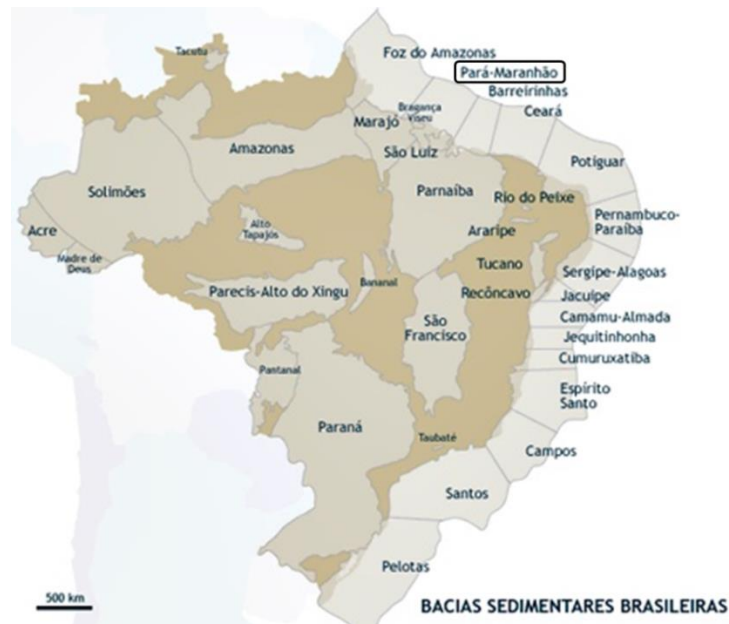 Tacutu
Foz do Amazonas
Pará-Maranhão
Barreirinhas
Bragança
Viseu
Ceará
Marajó
Amazonas
São Luiz
Potiguar
Solimões
Parnaíba
Rio do Peixe
Pernambuco-
Paraíba
Acre
Alto
Tapajós
Araripe
Madre de
Deus
Tucano
Sergipe-Alagoas
Bananal
Parecis-Alto do Xingu
Recôncavo
Jacuipe
São
Francisco
Camamu-Almada
Jequitinhonha
Cumuruxatiba
Pantanal
Espírito
Santo
Paraná
Taubaté
Campos
Santos
Pelotas
500 km
BACIAS SEDIMENTARES BRASILEIRAS